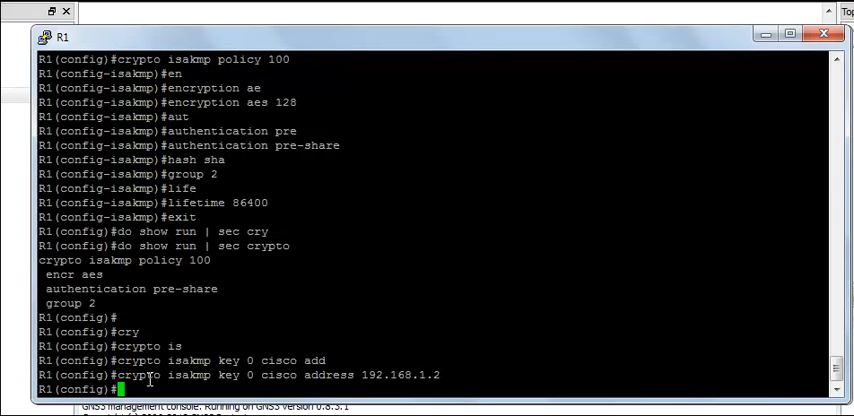 Top
R1
R1(config)#crypto isakmp policy 100
R1(config-isakmp)#en
R1(config-isakmp)#encryption ae
R1(config-isakmp)#encryption aes 128
R1(config-isakmp)#aut
R1(config-isakmp)#authentication pre
R1(config-isakmp)#authentication pre-share
R1(config-isakmp)#hash sha
R1(config-isakmp)#group 2
R1(config-isakmp)#life
R1(config-isakmp)#lifetime 86400
R1(config-isakmp)#exit
R1(config)#do show run | sec cry
R1(config)#do show run | sec crypto
crypto isakmp policy 100
encr aes
authentication pre-share
group 2
R1(config)#
R1(config)#cry
R1(config)#crypto is
R1(config)#crypto isakmp key 0 cisco add
R1(config)#crypto isakmp key 0 cisco address 192.168.1.2
R1(config)#
GNS3 management console. Running on GNS3 version 0.8.3.1